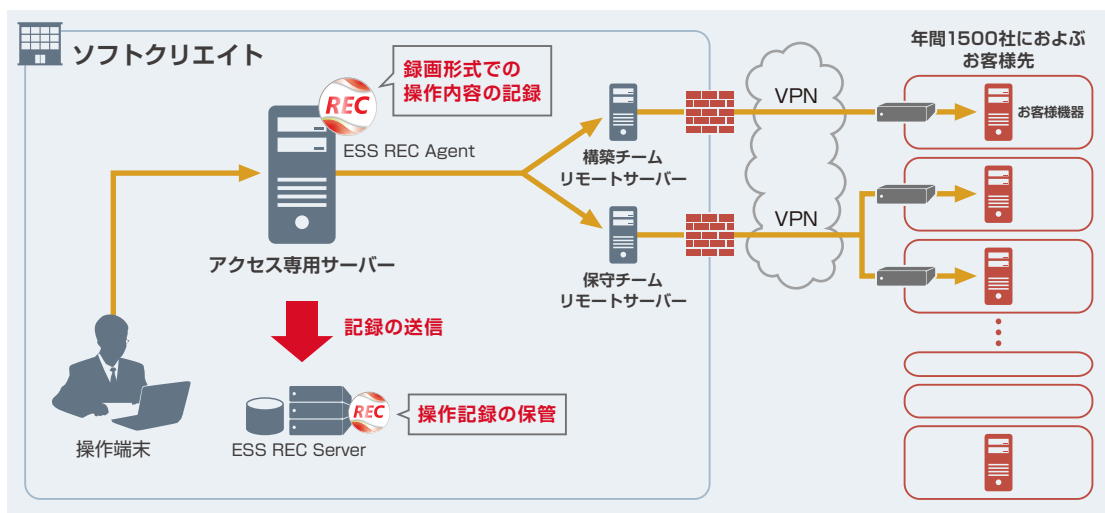 ソフトクリエイト
REC
録画形式での
操作内容の記録
ESS REC Agent
アクセス専用サーバー
構築チーム
リモートサーバー
保守チーム
リモートサーバー
VPN
VPN
年間1500社におよぶ
お客様先
お客様機器
記録の送信
操作端末
REC
操作記録の保管
ESS REC Server